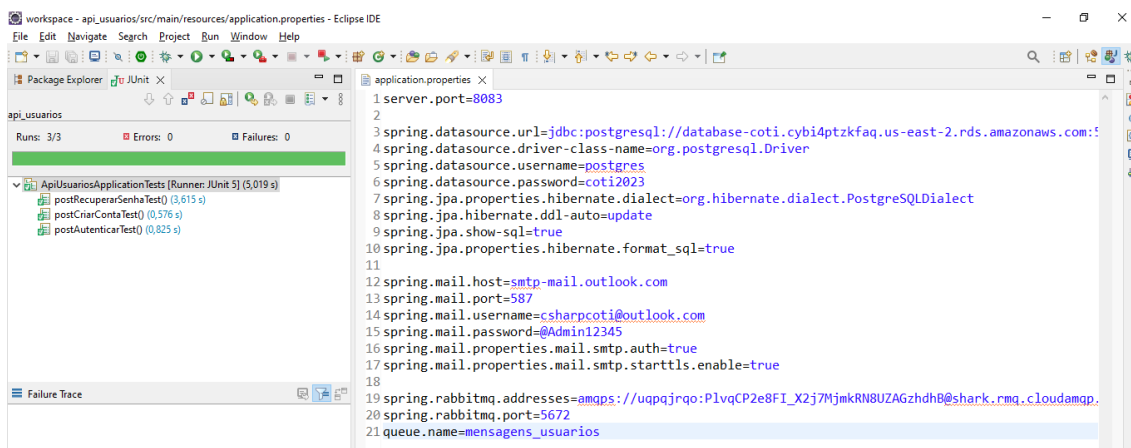 workspace - api_usuarios/src/main/resources/application.properties - Eclipse IDE
File Edit Navigate Search Project Run Window Help
Package Explorer JUnit
api_usuarios
Runs: 3/3 Errors: 0 Failures: 0
ApiUsuariosApplicationTests [Runner: JUnit 5] (5,019 s)
postRecuperarSenhaTest() (3,615 s)
postCriarContaTest() (0,576 s)
postAutenticarTest() (0,825 s)
Failure Trace
application.properties
1 server.port=8083
2
3 spring.datasource.url=jdbc:postgresql://database-coti.cybi4ptzkfaq.us-east-2.rds.amazonaws.com:5
4 spring.datasource.driver-class-name=org.postgresql.Driver
5 spring.datasource.username=postgres
6 spring.datasource.password=coti2023
7 spring.jpa.properties.hibernate.dialect=org.hibernate.dialect.PostgreSQLDialect
8 spring.jpa.hibernate.ddl-auto=update
9 spring.jpa.show-sql=true
10 spring.jpa.properties.hibernate.format_sql=true
11
12 spring.mail.host=smtp-mail.outlook.com
13 spring.mail.port=587
14 spring.mail.username=csharpcoti@outlook.com
15 spring.mail.password=@Admin12345
16 spring.mail.properties.mail.smtp.auth=true
17 spring.mail.properties.mail.smtp.starttls.enable=true
18
19 spring.rabbitmq.addresses=amqps://uqpqjrqo:PlvqCP2e8FI_X2j7MjmkRN8UZAGzhdhB@shark.rmq.cloudamqp.
20 spring.rabbitmq.port=5672
21 queue.name=mensagens_usuarios